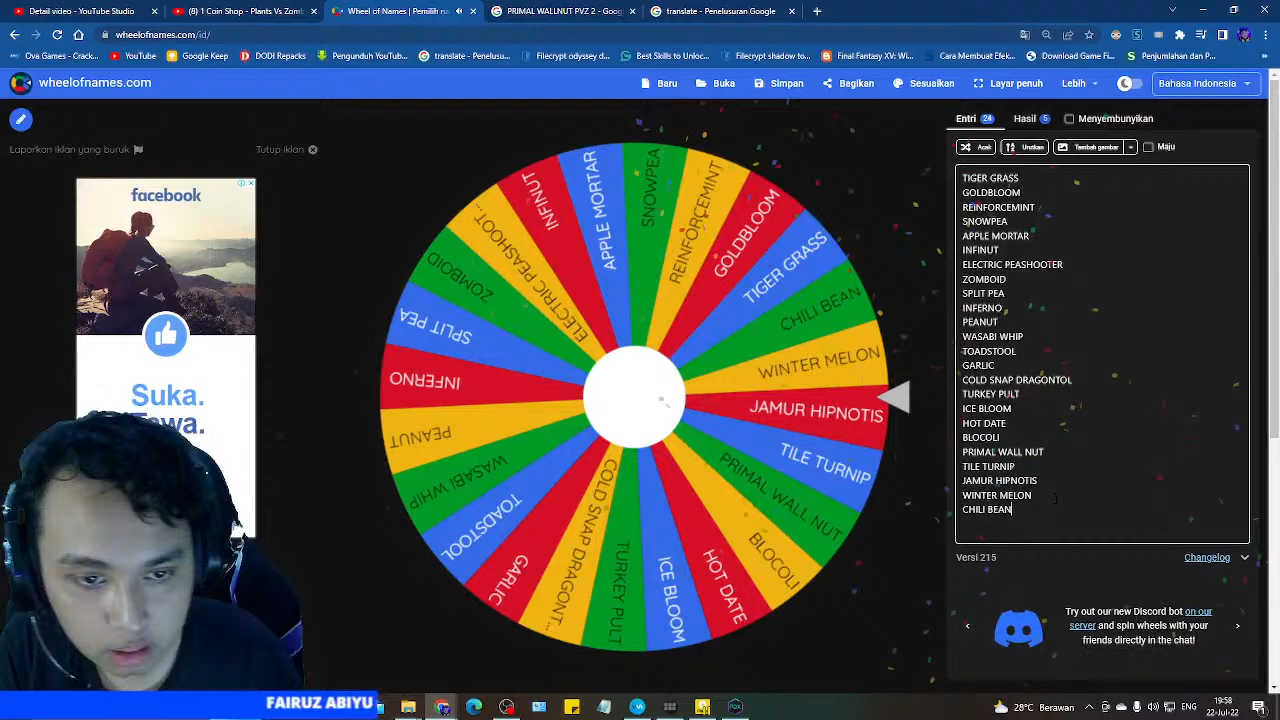 Detail video - YouTube
(8) 1 Coin Shop - Plants Vs Zomb
Wheel of Names | Pemilih na
PRIMAL WALLNUT PVZ 2 - Goog
translate - Penelusuran Google
wheelofnames.com/id/
Ova Games - Crack...
YouTube
Google Keep
DODI Repacks
Pengunduh YouTub...
translate - Penelusu...
Filecrypt odyssey d...
Best Skills to Unlock...
Filecrypt shadow to...
Final Fantasy XV: Wi...
Cara Membuat Efek...
Download Game Fi...
Penjumlahan dan P...
wheelofnames.com
Baru
Buka
Simpan
Bagikan
Sesuaikan
Layar penuh
Lebih
Bahasa Indonesia
Laporkan iklan yang buruk
Tutup iklan
facebook
Suka.
SNOWPEA
REINFORCEMINT
GOLDBLOOM
TIGER GRASS
CHILI BEAN
WINTER MELON
JAMUR HIPNOTIS
TILE TURNIP
PRIMAL WALL NUT
BLOCOLI
HOT DATE
ICE BLOOM
TURKEY PULT
COLD SNAP DRAGONT...
GARLIC
TOADSTOOL
WASABI WHIP
PEANUT
INFERNO
SPLIT PEA
ZOMBOID
ELECTRIC PEASHOOT...
INFINUT
APPLE MORTAR
Entri 24
Hasil 5
Menyembunyikan
Acak
Urutkan
Tambah gambar
Maju
TIGER GRASS
GOLDBLOOM
REINFORCEMINT
SNOWPEA
APPLE MORTAR
INFINUT
ELECTRIC PEASHOOTER
ZOMBOID
SPLIT PEA
INFERNO
PEANUT
WASABI WHIP
TOADSTOOL
GARLIC
COLD SNAP DRAGONTOL
TURKEY PULT
ICE BLOOM
HOT DATE
BLOCOLI
PRIMAL WALL NUT
TILE TURNIP
JAMUR HIPNOTIS
WINTER MELON
CHILI BEAN
Versi 215
Changelog
Try out our new Discord bot on our
server and spin wheels with your
friends directly in the chat!
FAIRUZ ABIYU
28°C
19:58
22-Jul-22